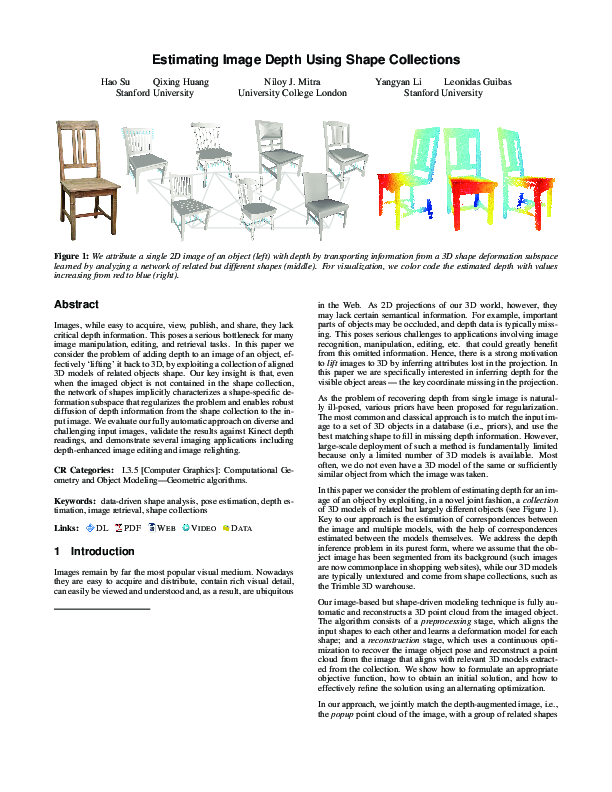 Estimating Image Depth Using Shape Collections
Hao Su Qixing Huang Niloy J. Mitra Yangyan Li Leonidas Guibas
Stanford University University College London Stanford University
Figure 1: We attribute a single 2D image of an object (left) with depth by transporting information from a 3D shape deformation subspace
learned by analyzing a network of related but different shapes (middle). For visualization, we color code the estimated depth with values
increasing from red to blue (right).
Abstract
Images, while easy to acquire, view, publish, and share, they lack
critical depth information. This poses a serious bottleneck for many
image manipulation, editing, and retrieval tasks. In this paper we
consider the problem of adding depth to an image of an object, ef-
fectively 'lifting' it back to 3D, by exploiting a collection of aligned
3D models of related objects shape. Our key insight is that, even
when the imaged object is not contained in the shape collection,
the network of shapes implicitly characterizes a shape-specific de-
formation subspace that regularizes the problem and enables robust
diffusion of depth information from the shape collection to the in-
put image. We evaluate our fully automatic approach on diverse and
challenging input images, validate the results against Kinect depth
readings, and demonstrate several imaging applications including
depth-enhanced image editing and image relighting.
CR Categories: I.3.5 [Computer Graphics]: Computational Ge-
ometry and Object Modeling—Geometric algorithms.
Keywords: data-driven shape analysis, pose estimation, depth es-
timation, image retrieval, shape collections
Links: DL PDF WEB VIDEO DATA
1 Introduction
Images remain by far the most popular visual medium. Nowadays
they are easy to acquire and distribute, contain rich visual detail,
can easily be viewed and understood and, as a result, are ubiquitous
in the Web. As 2D projections of our 3D world, however, they
may lack certain semantical information. For example, important
parts of objects may be occluded, and depth data is typically miss-
ing. This poses serious challenges to applications involving image
recognition, manipulation, editing, etc. that could greatly benefit
from this omitted information. Hence, there is a strong motivation
to lift images to 3D by inferring attributes lost in the projection. In
this paper we are specifically interested in inferring depth for the
visible object areas — the key coordinate missing in the projection.
As the problem of recovering depth from single image is natural-
ly ill-posed, various priors have been proposed for regularization.
The most common and classical approach is to match the input im-
age to a set of 3D objects in a database (i.e., priors), and use the
best matching shape to fill in missing depth information. However,
large-scale deployment of such a method is fundamentally limited
because only a limited number of 3D models is available. Most
often, we do not even have a 3D model of the same or sufficiently
similar object from which the image was taken.
In this paper we consider the problem of estimating depth for an im-
age of an object by exploiting, in a novel joint fashion, a collection
of 3D models of related but largely different objects (see Figure 1).
Key to our approach is the estimation of correspondences between
the image and multiple models, with the help of correspondences
estimated between the models themselves. We address the depth
inference problem in its purest form, where we assume that the ob-
ject image has been segmented from its background (such images
are now commonplace in shopping web sites), while our 3D models
are typically untextured and come from shape collections, such as
the Trimble 3D warehouse.
Our image-based but shape-driven modeling technique is fully au-
tomatic and reconstructs a 3D point cloud from the imaged object.
The algorithm consists of a preprocessing stage, which aligns the
input shapes to each other and learns a deformation model for each
shape; and a reconstruction stage, which uses a continuous opti-
mization to recover the image object pose and reconstruct a point
cloud from the image that aligns with relevant 3D models extract-
ed from the collection. We show how to formulate an appropriate
objective function, how to obtain an initial solution, and how to
effectively refine the solution using an alternating optimization.
In our approach, we jointly match the depth-augmented image, i.e.,
the popup point cloud of the image, with a group of related shapes